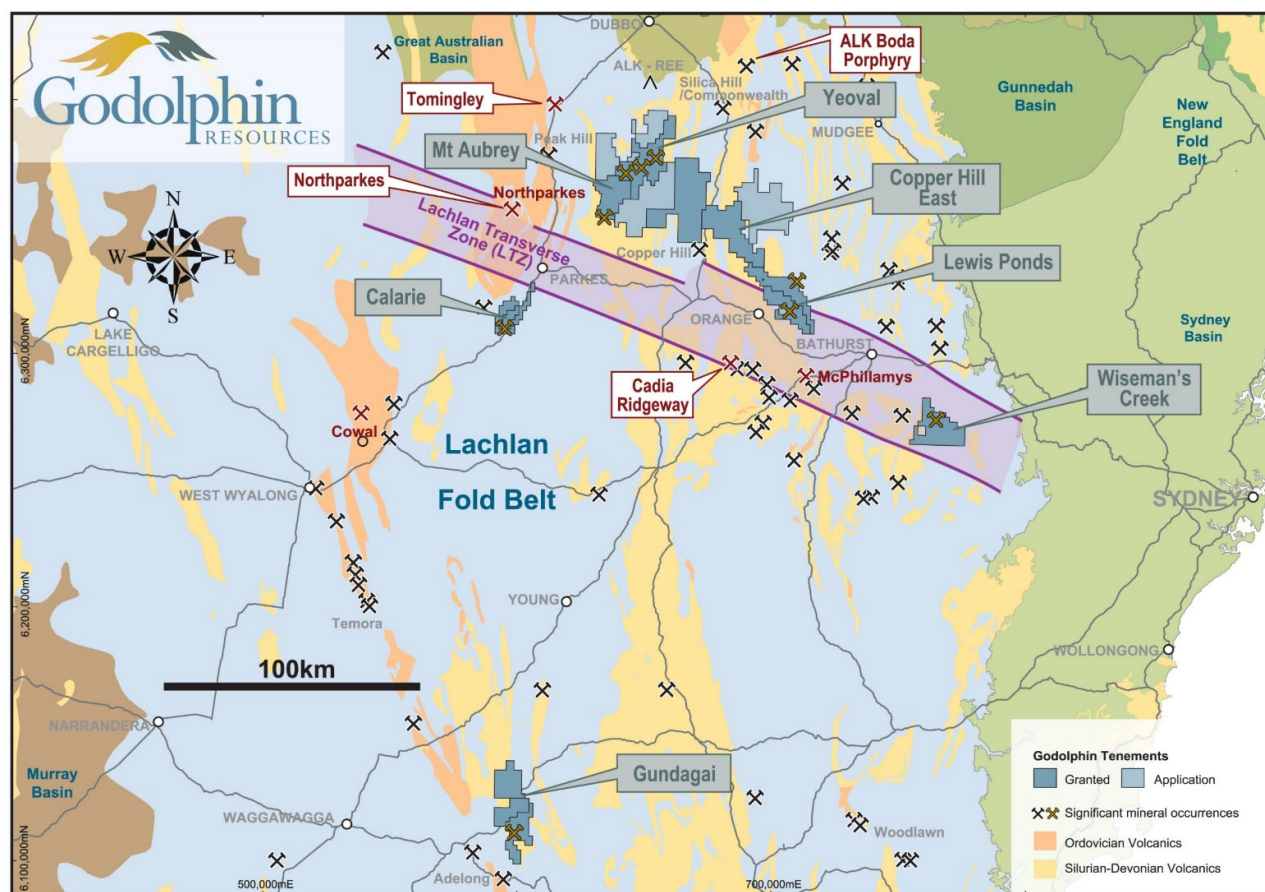 Godolphin
RESOURCES
Great Australian
Basin
DUBBO
ALK - REE
ALK Boda
Porphyry
Gunnedah
Basin
New
England
Fold
Belt
Tomingley
Silica Hill
/Commonwealth
Yeoval
MUDGEE
Peak Hill
Mt Aubrey
Northparkes
Northparkes
Copper Hill
East
N
W
E
S
Lachlan Transverse
Zone (LTZ)
Copper Hill
Lewis Ponds
PARKES
Calarie
ORANGE
LAKE
CARGELLIGO
BATHURST
Sydney
Basin
6,300,000mN
Cadia
Ridgeway
McPhillamys
Wiseman's
Creek
Cowal
Lachlan
Fold Belt
WEST WYALONG
SYDNEY
YOUNG
6,200,000mN
Temora
WOLLONGONG
100km
NARRANDERA
Murray
Basin
Gundagai
WAGGAWAGGA
Woodlawn
Adelong
6,100,000mN
500,000mE
700,000mE
Godolphin Tenements
Granted
Application
Significant mineral occurrences
Ordovician Volcanics
Silurian-Devonian Volcanics